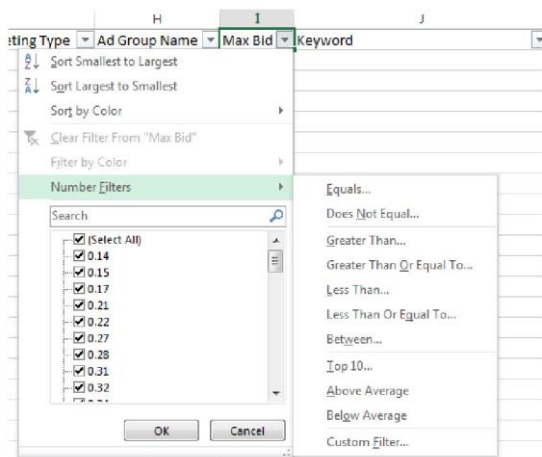 H I J
eting Type Ad Group Name Max Bid Keyword
Sort Smallest to Largest
Sort Largest to Smallest
Sort by Color
Clear Filter From "Max Bid"
Filter by Color
Number Filters
Search
(Select All)
0.14
0.15
0.17
0.21
0.22
0.27
0.28
0.31
0.32
OK Cancel
Equals...
Does Not Equal...
Greater Than...
Greater Than Or Equal To...
Less Than...
Less Than Or Equal To...
Between...
Top 10...
Above Average
Below Average
Custom Filter...